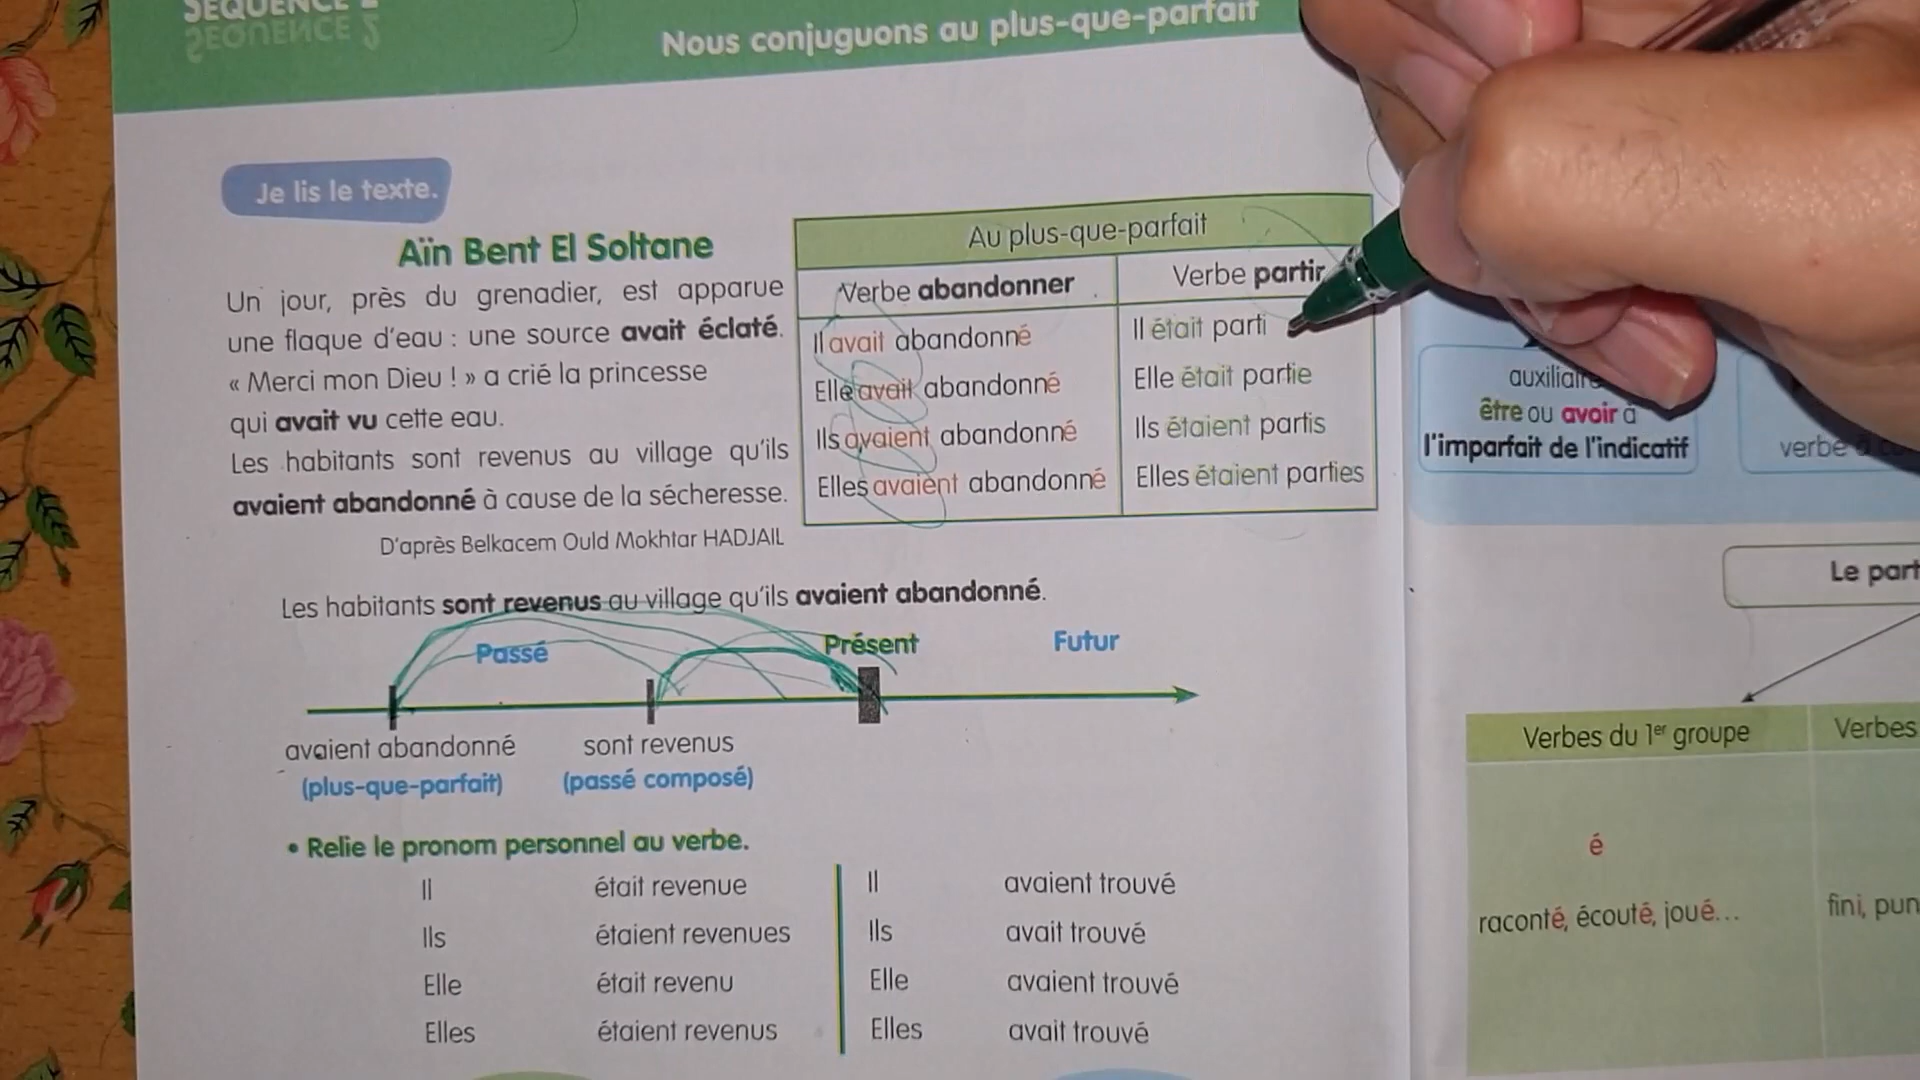 SEQUENCE 2
Nous conjuguons au plus-que-parfait
Je lis le texte.
Aïn Bent El Soltane
Un jour, près du grenadier, est apparue
une flaque d'eau : une source avait éclaté.
« Merci mon Dieu ! » a crié la princesse
qui avait vu cette eau.
Les habitants sont revenus au village qu'ils
avaient abandonné à cause de la sécheresse.
D'après Belkacem Ould Mokhtar HADJAIL
Au plus-que-parfait
Verbe abandonner
Verbe partir
Il avait abandonné
Il était parti
Elle avait abandonné
Elle était partie
Ils avaient abandonné
Ils étaient partis
Elles avaient abandonné
Elles étaient parties
Les habitants sont revenus au village qu'ils avaient abandonné.
Passé
Présent
Futur
avaient abandonné
sont revenus
(plus-que-parfait)
(passé composé)
• Relie le pronom personnel au verbe.
Il était revenue
Ils étaient revenues
Elle était revenu
Elles étaient revenus
Il avaient trouvé
Ils avait trouvé
Elle avaient trouvé
Elles avait trouvé
être ou avoir à
l'imparfait de l'indicatif
verbe
Le
Verbes du 1er groupe
Verbes
é
raconté, écouté, joué...
fini,